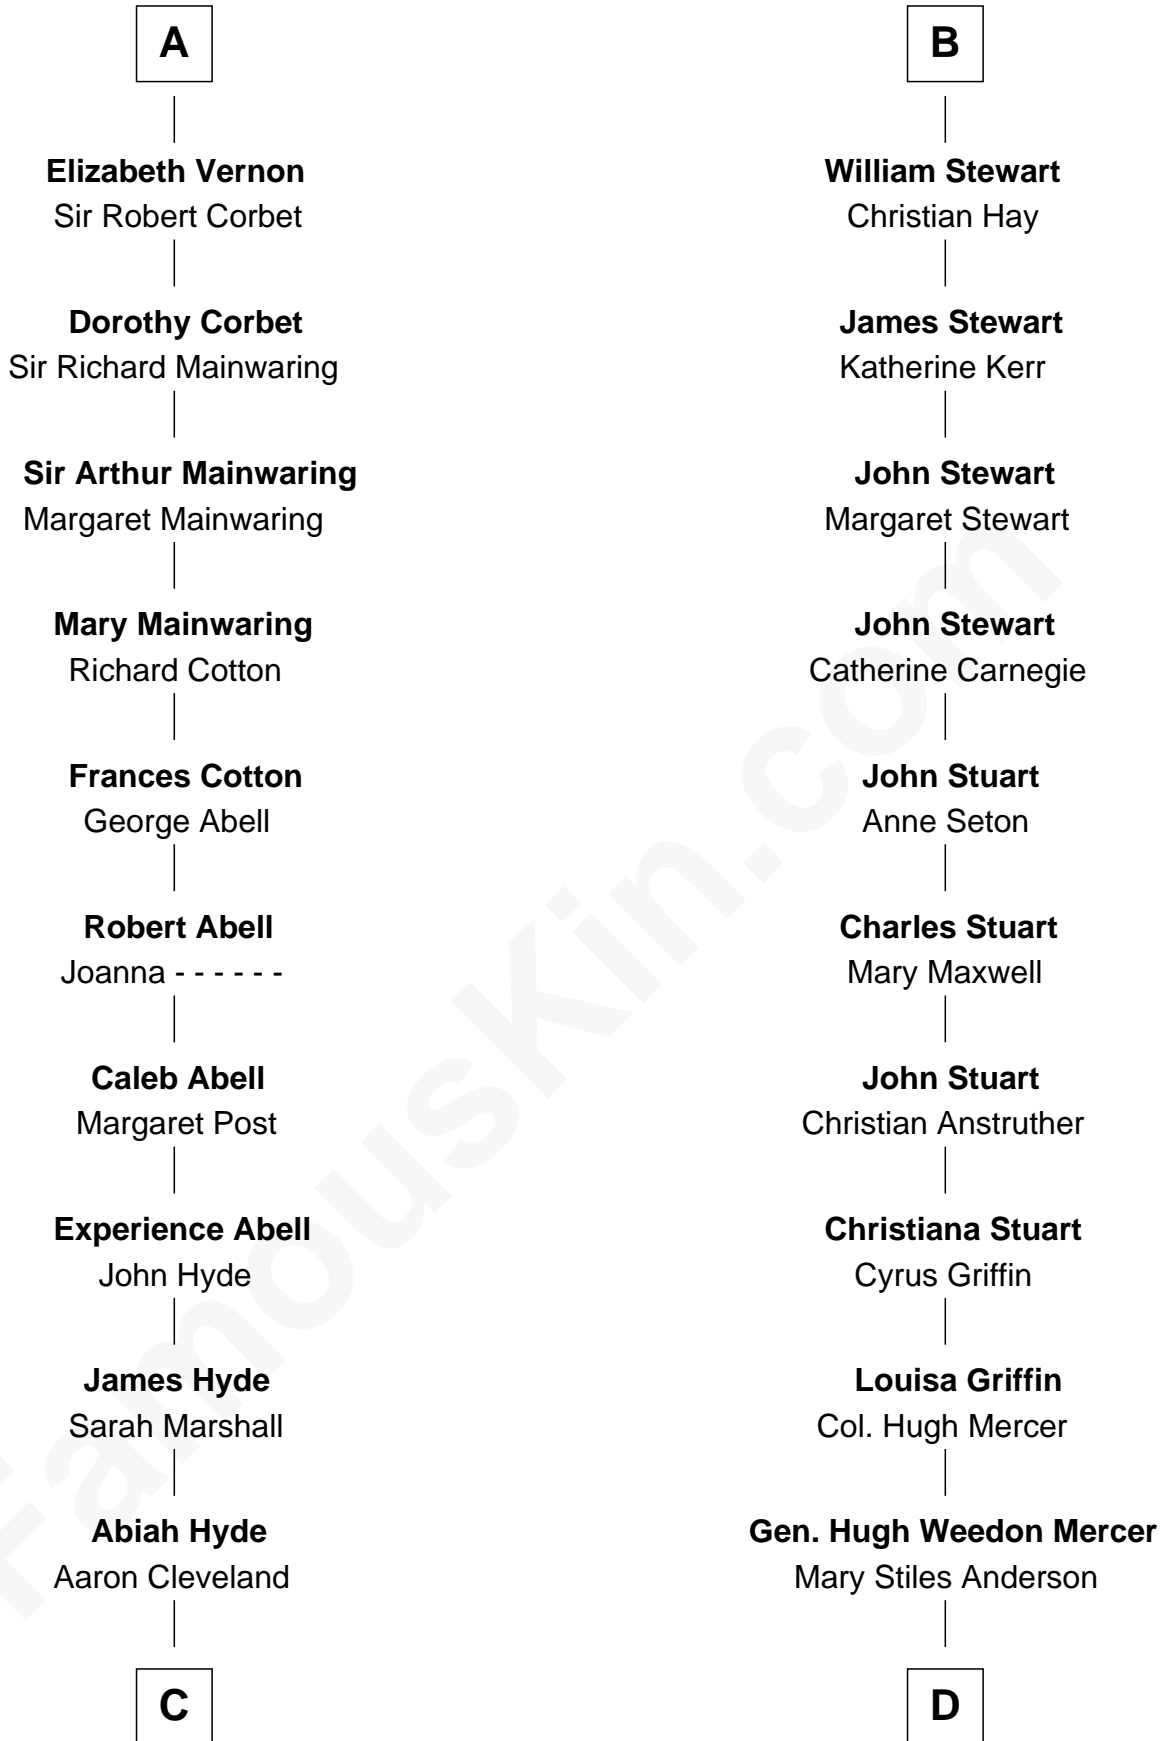 A
Elizabeth Vernon
Sir Robert Corbet
Dorothy Corbet
Sir Richard Mainwaring
Sir Arthur Mainwaring
Margaret Mainwaring
Mary Mainwaring
Richard Cotton
Frances Cotton
George Abell
Robert Abell
Joanna - - - - - -
Caleb Abell
Margaret Post
Experience Abell
John Hyde
James Hyde
Sarah Marshall
Abiah Hyde
Aaron Cleveland
C
B
William Stewart
Christian Hay
James Stewart
Katherine Kerr
John Stewart
Margaret Stewart
John Stewart
Catherine Carnegie
John Stuart
Anne Seton
Charles Stuart
Mary Maxwell
John Stuart
Christian Anstruther
Christiana Stuart
Cyrus Griffin
Louisa Griffin
Col. Hugh Mercer
Gen. Hugh Weedon Mercer
Mary Stiles Anderson
D
FamousKin.com